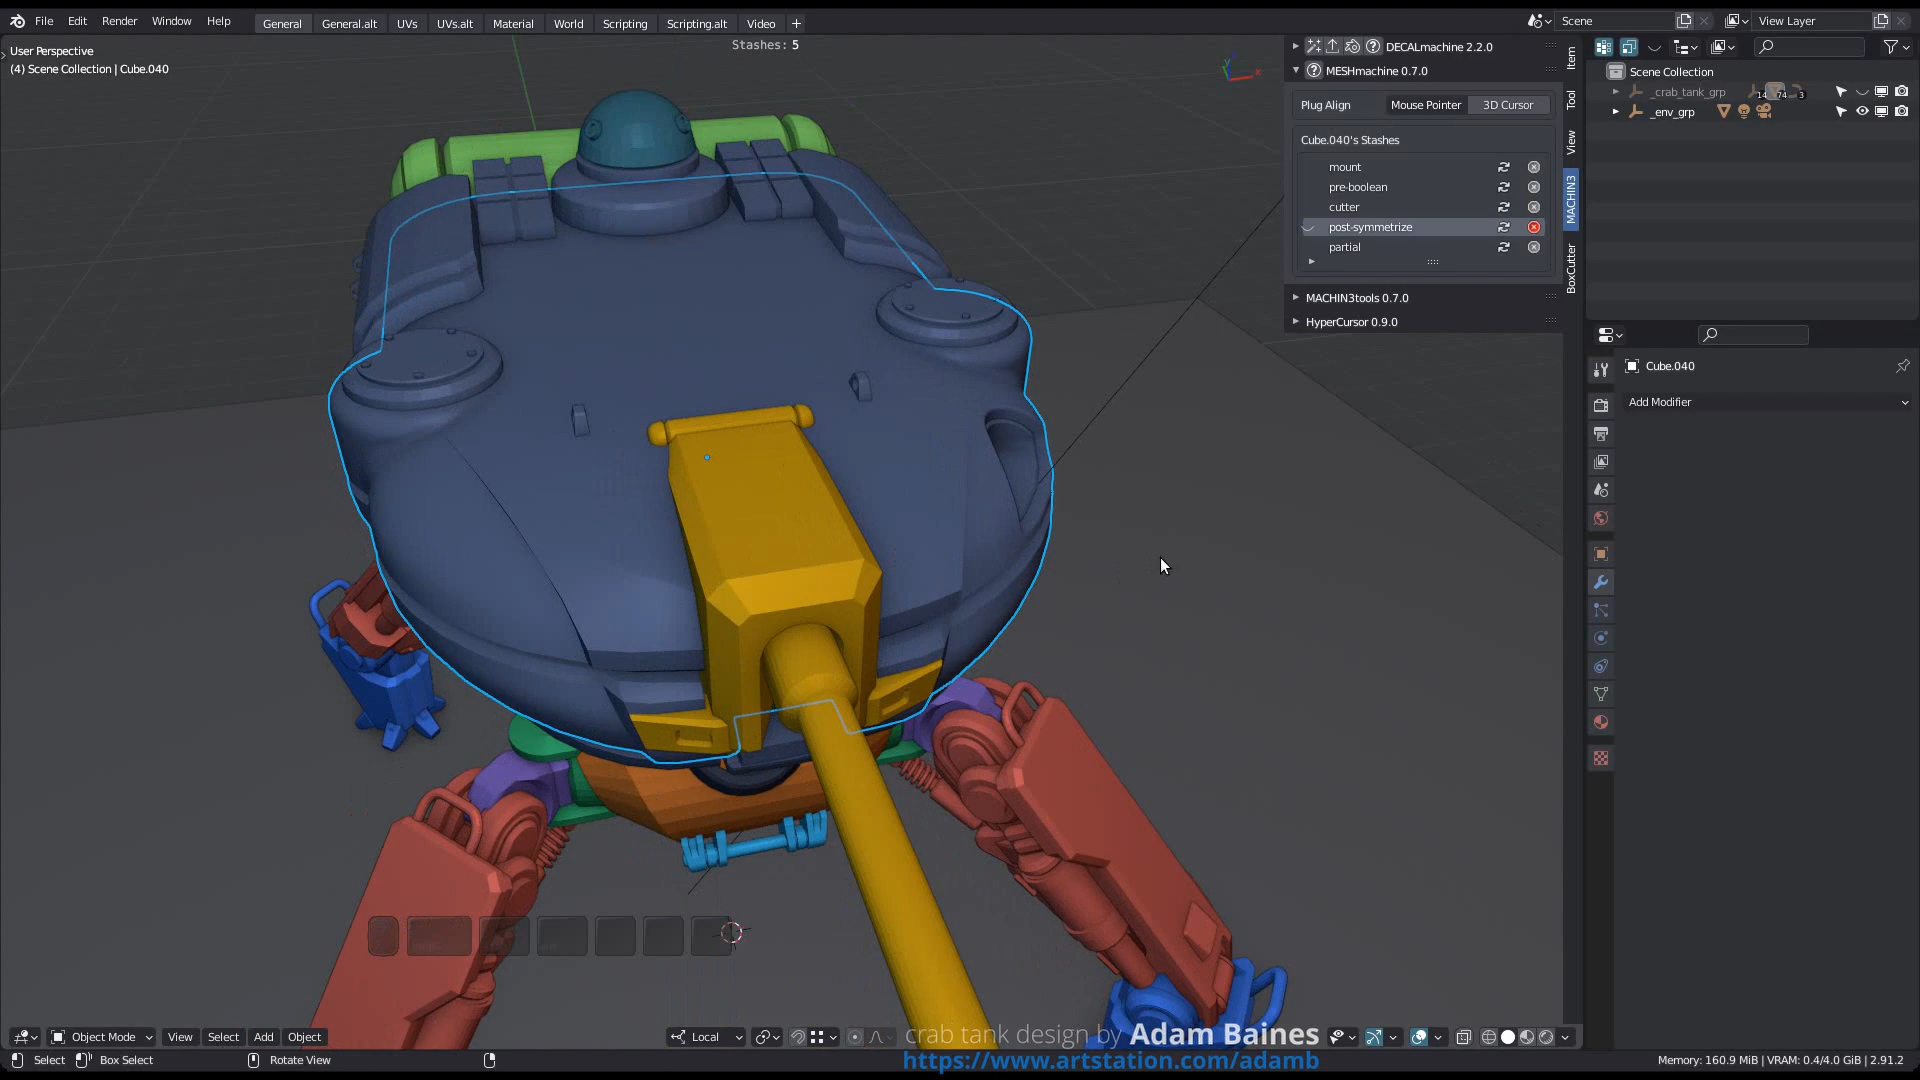 File Edit Render Window Help General General.alt UVs UVs.alt Material World Scripting Scripting.alt Video + Scene View Layer
User Perspective
(4) Scene Collection | Cube.040
Stashes: 5
DECALmachine 2.2.0
MESHmachine 0.7.0
Plug Align Mouse Pointer 3D Cursor
Cube.040's Stashes
mount
pre-boolean
cutter
post-symmetrize
partial
MACHIN3tools 0.7.0
HyperCursor 0.9.0
Item
Tool
View
MACHIN3
BoxCutter
Scene Collection
_crab_tank_grp 14 74 3
_env_grp
Cube.040
Add Modifier
Object Mode View Select Add Object Local
crab tank design by Adam Baines
https://www.artstation.com/adamb
Select Box Select Rotate View Memory: 160.9 MiB | VRAM: 0.4/4.0 GiB | 2.91.2